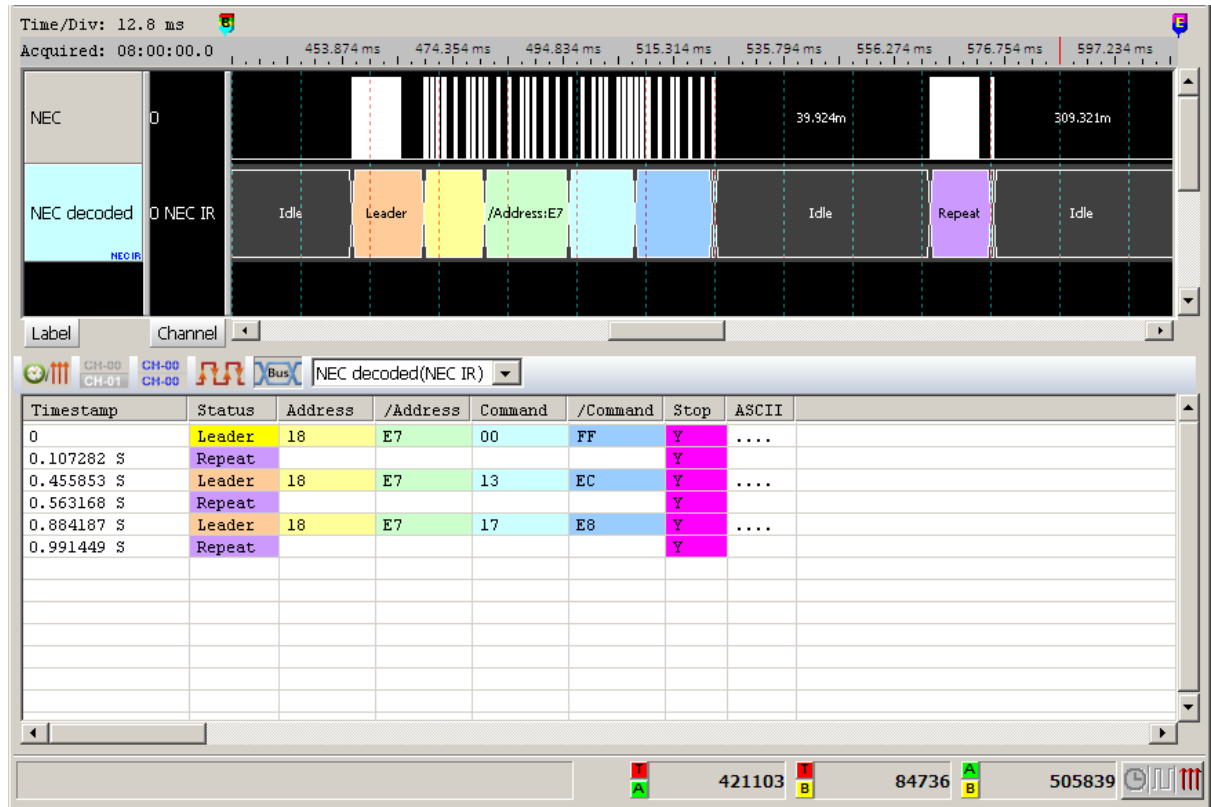 Time/Div: 12.8 ms B E
Acquired: 08:00:00.0 453.874 ms 474.354 ms 494.834 ms 515.314 ms 535.794 ms 556.274 ms 576.754 ms 597.234 ms
NEC 0 39.924m 309.321m
NEC decoded 0 NEC IR Idle Leader /Address:E7 Idle Repeat Idle
NEC IR
Label Channel
CH-00 CH-01 CH-00 CH-00 Bus NEC decoded(NEC IR)
Timestamp Status Address /Address Command /Command Stop ASCII
0 Leader 18 E7 00 FF Y ....
0.107282 S Repeat Y
0.455853 S Leader 18 E7 13 EC Y ....
0.563168 S Repeat Y
0.884187 S Leader 18 E7 17 E8 Y ....
0.991449 S Repeat Y
T A 421103 T B 84736 A B 505839